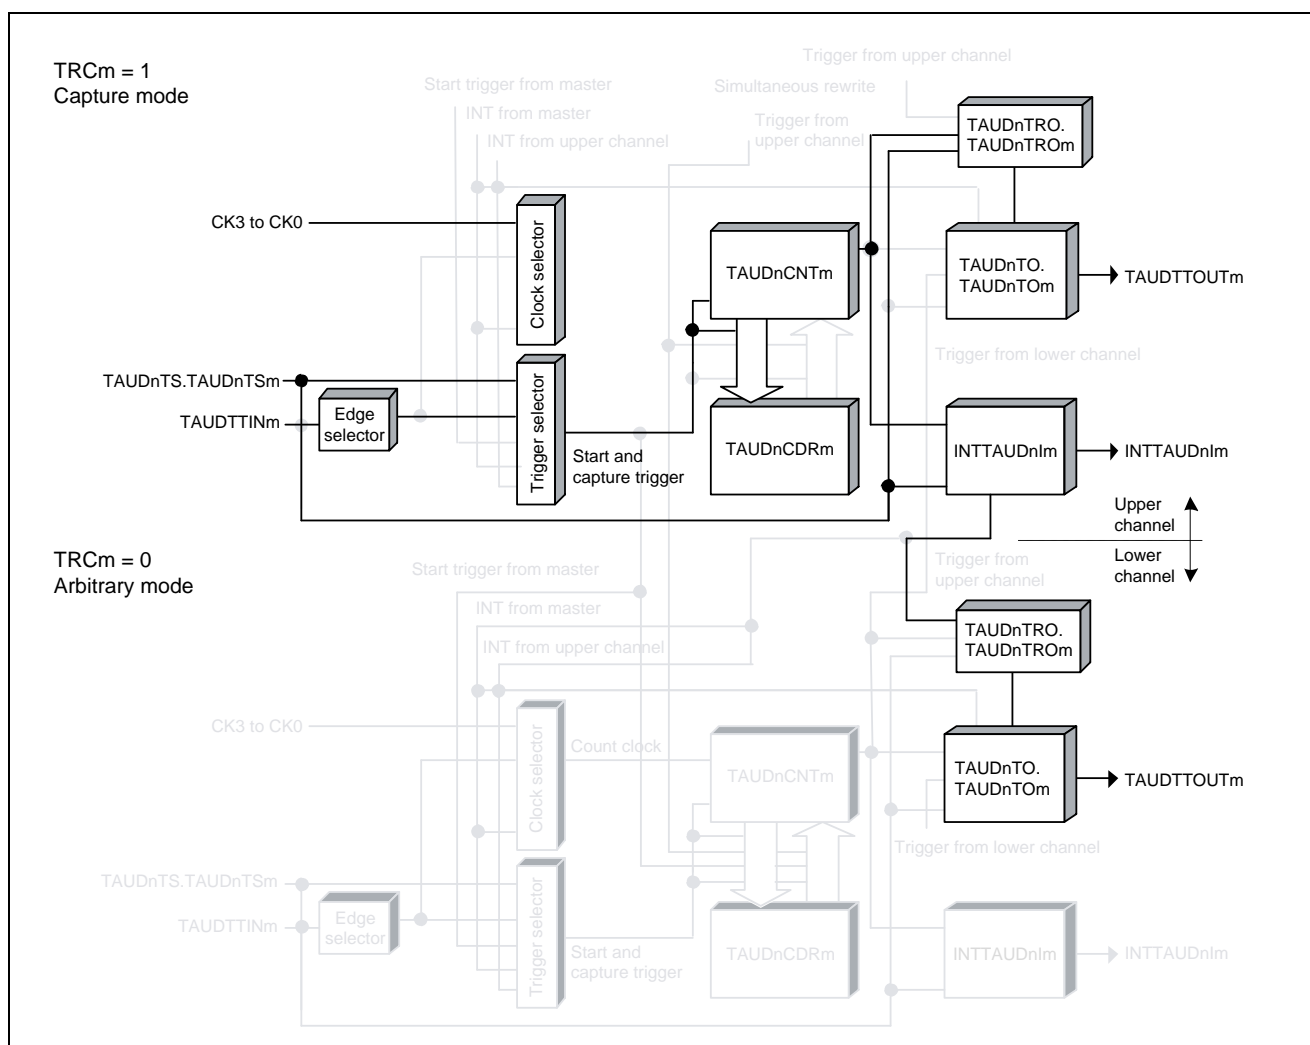 TRCm = 1
Capture mode
Trigger from upper channel
Start trigger from master
Simultaneous rewrite
INT from master
Trigger from
upper channel
INT from upper channel
TAUDnTRO.
TAUDnTROm
CK3 to CK0
Clock selector
TAUDnCNTm
TAUDnTO.
TAUDnTOm
TAUDTTOUTm
Trigger from lower channel
TAUDnTS.TAUDnTSm
TAUDTTINm
Edge
selector
Trigger selector
Start and
capture trigger
TAUDnCDRm
INTTAUDnIm
INTTAUDnIm
Upper
channel
Lower
channel
TRCm = 0
Arbitrary mode
Start trigger from master
Trigger from
upper channel
INT from master
INT from upper channel
TAUDnTRO.
TAUDnTROm
CK3 to CK0
Clock selector
Count clock
TAUDnCNTm
TAUDnTO.
TAUDnTOm
TAUDTTOUTm
Trigger from lower channel
TAUDnTS.TAUDnTSm
TAUDTTINm
Edge
selector
Trigger selector
Start and
capture trigger
TAUDnCDRm
INTTAUDnIm
INTTAUDnIm